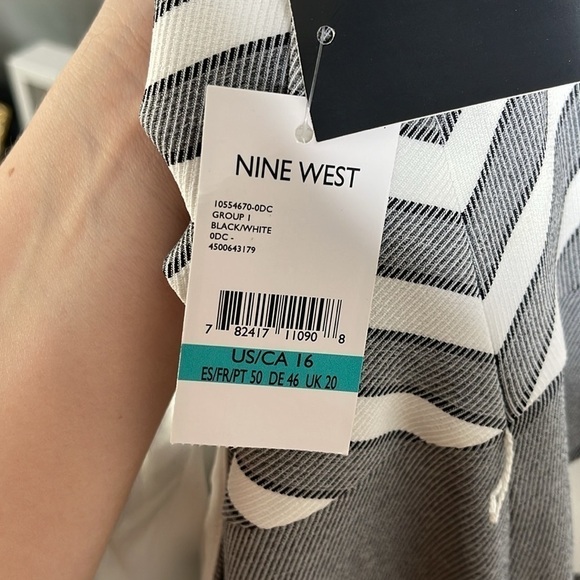 NINE WEST
10554670-0DC
GROUP 1
BLACK/WHITE
0DC -
4500643179
7 82417 11090 8
US/CA 16
ES/FR/PT 50 DE 46 UK 20